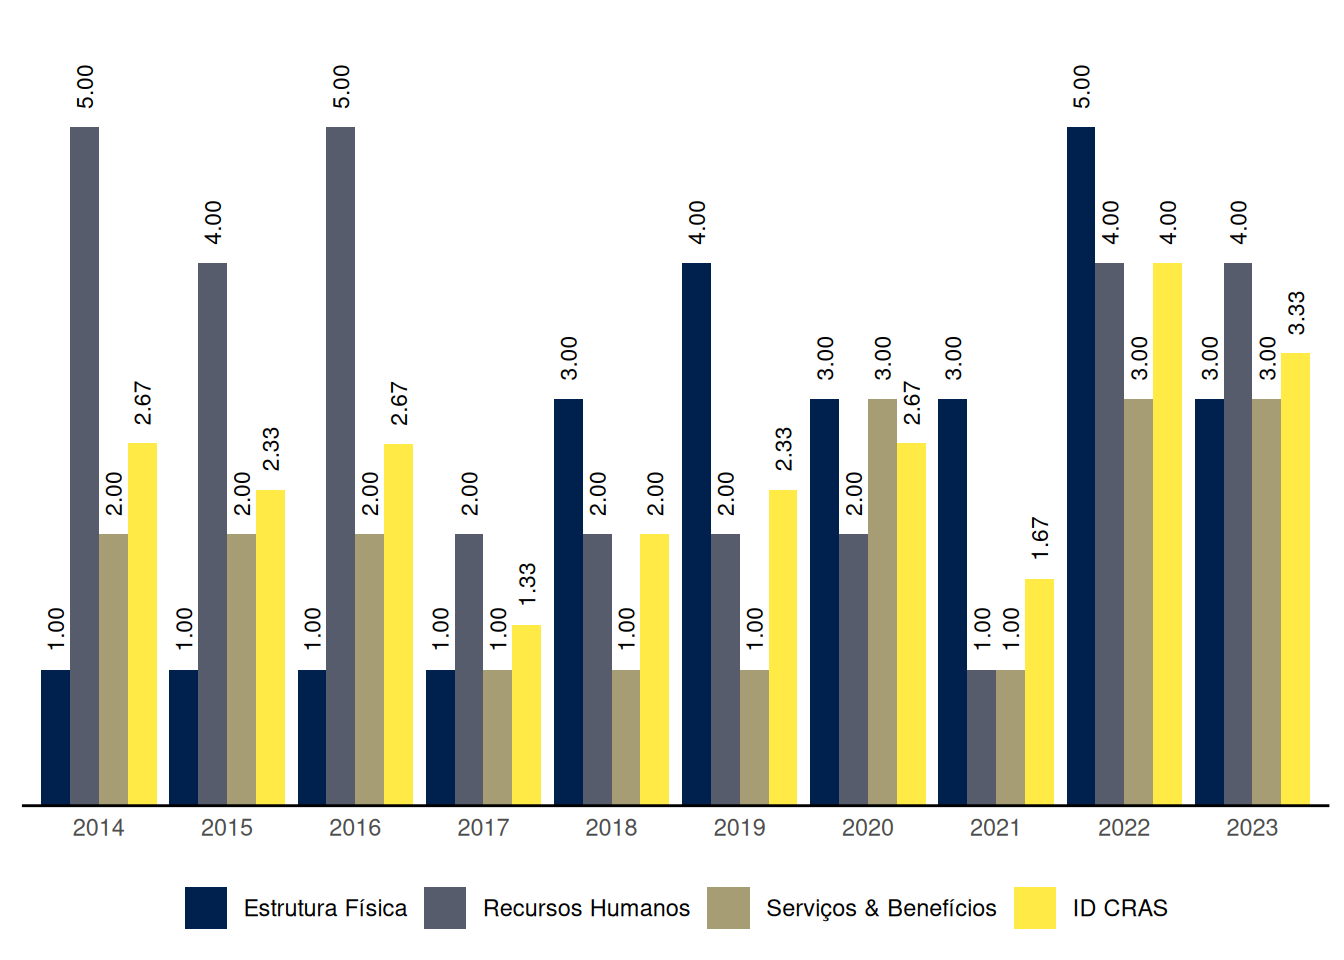 1.00 5.00 2.00 2.67
1.00 4.00 2.00 2.33
1.00 5.00 2.00 2.67
1.00 2.00 1.00 1.33
3.00 2.00 1.00 2.00
4.00 2.00 1.00 2.33
3.00 2.00 3.00 2.67
3.00 1.00 1.00 1.67
5.00 4.00 3.00 4.00
3.00 4.00 3.00 3.33
2014 2015 2016 2017 2018 2019 2020 2021 2022 2023
Estrutura Física Recursos Humanos Serviços & Benefícios ID CRAS